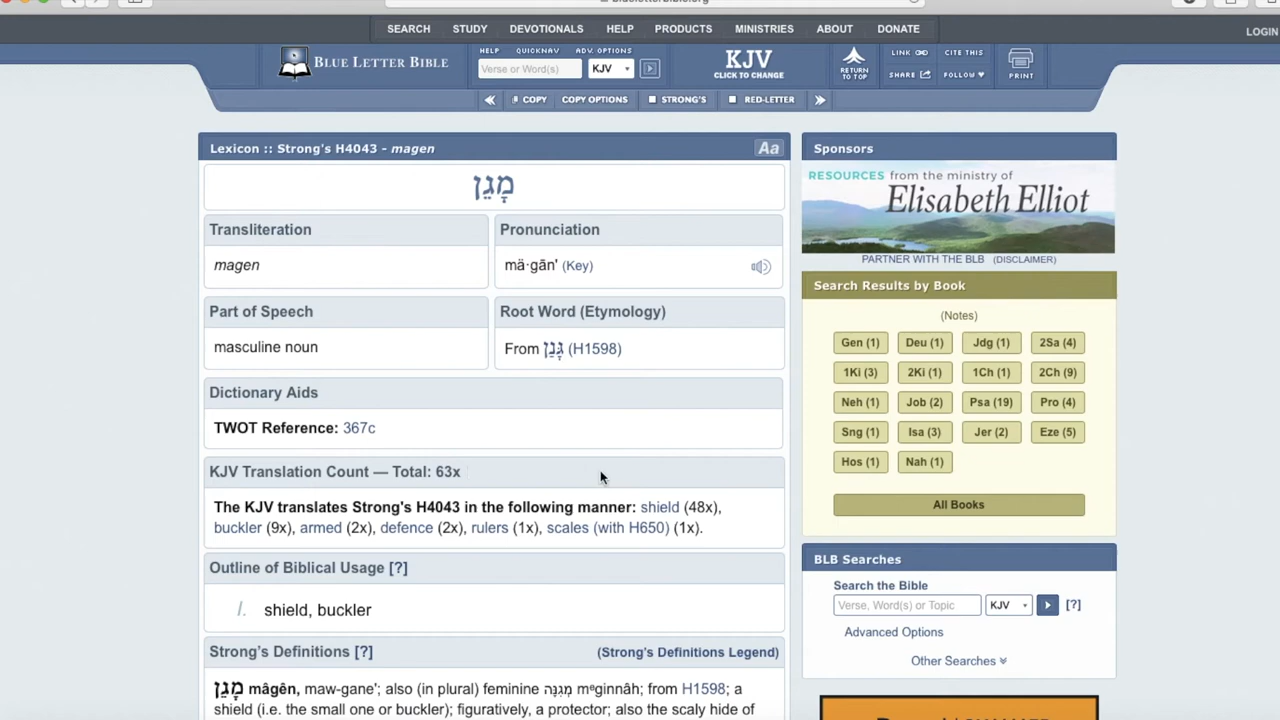 SEARCH STUDY DEVOTIONALS HELP PRODUCTS MINISTRIES ABOUT DONATE
LOGIN
BLUE LETTER BIBLE
HELP QUICKNAV ADV. OPTIONS
Verse or Word(s) KJV
KJV
CLICK TO CHANGE
RETURN
TO TOP
LINK CITE THIS
SHARE FOLLOW
PRINT
COPY COPY OPTIONS STRONG'S RED-LETTER
Lexicon :: Strong's H4043 - magen Aa
מָגֵן
Transliteration
magen
Pronunciation
mä·gān' (Key)
Part of Speech
masculine noun
Root Word (Etymology)
From גָּנַן (H1598)
Dictionary Aids
TWOT Reference: 367c
KJV Translation Count — Total: 63x
The KJV translates Strong's H4043 in the following manner: shield (48x),
buckler (9x), armed (2x), defence (2x), rulers (1x), scales (with H650) (1x).
Outline of Biblical Usage [?]
I. shield, buckler
Strong's Definitions [?] (Strong's Definitions Legend)
מָגֵן mâgên, maw-gane'; also (in plural) feminine מְגִנָּה mᵉginnâh; from H1598; a
shield (i.e. the small one or buckler); figuratively, a protector; also the scaly hide of
Sponsors
RESOURCES from the ministry of
Elisabeth Elliot
PARTNER WITH THE BLB (DISCLAIMER)
Search Results by Book
(Notes)
Gen (1) Deu (1) Jdg (1) 2Sa (4)
1Ki (3) 2Ki (1) 1Ch (1) 2Ch (9)
Neh (1) Job (2) Psa (19) Pro (4)
Sng (1) Isa (3) Jer (2) Eze (5)
Hos (1) Nah (1)
All Books
BLB Searches
Search the Bible
Verse, Word(s) or Topic KJV [?]
Advanced Options
Other Searches